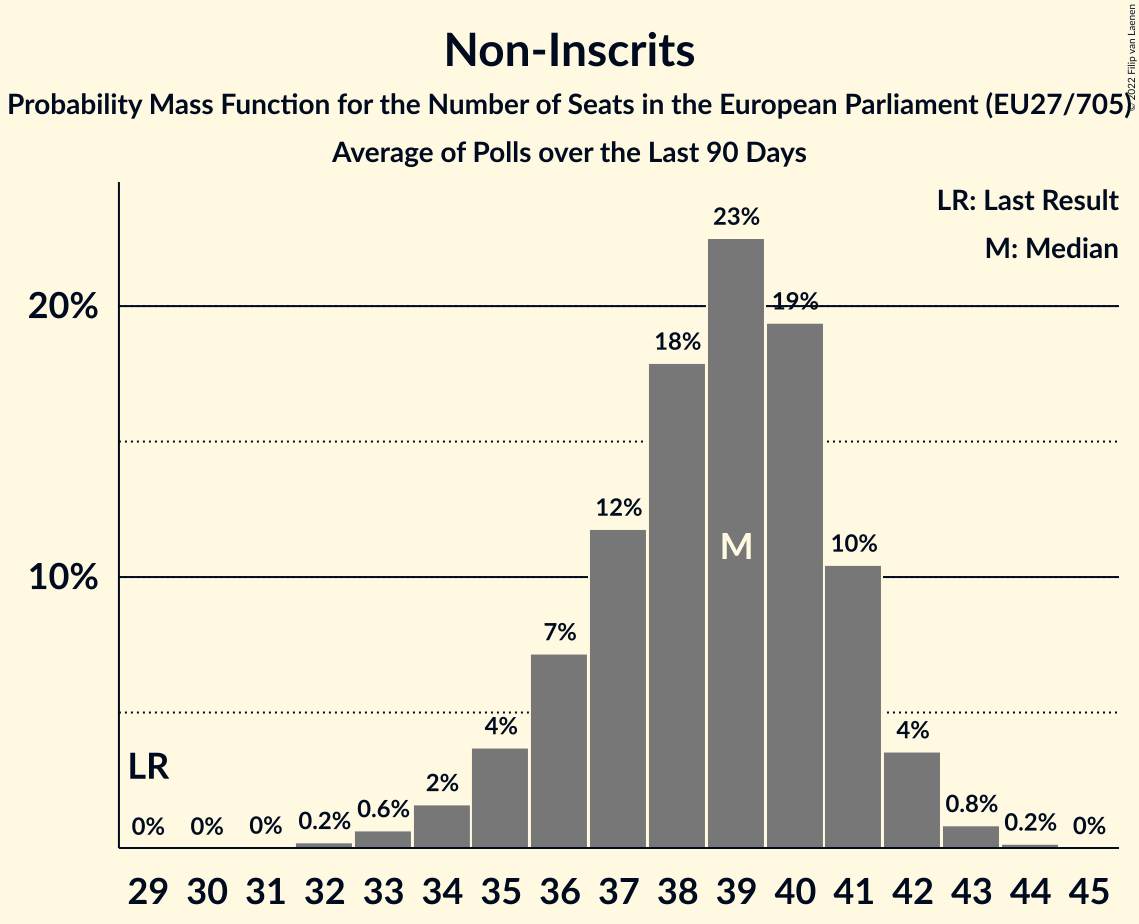 Non-Inscrits
Probability Mass Function for the Number of Seats in the European Parliament (EU27/705)
Average of Polls over the Last 90 Days
© 2022 Filip van Laenen
LR: Last Result
M: Median
20%
10%
LR
M
0%
0%
0%
0.2%
0.6%
2%
4%
7%
12%
18%
23%
19%
10%
4%
0.8%
0.2%
0%
29 30 31 32 33 34 35 36 37 38 39 40 41 42 43 44 45